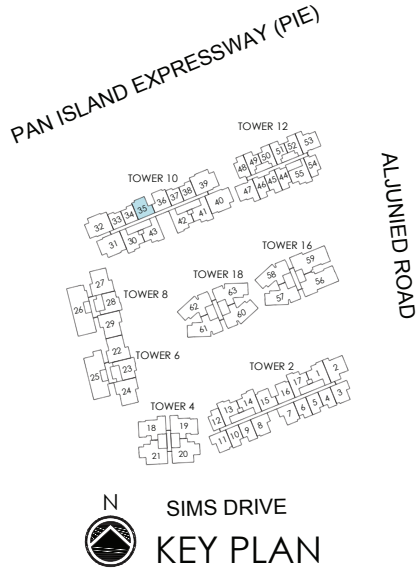 PAN ISLAND EXPRESSWAY (PIE)
TOWER 12
48 49 50 51 52 53
47 46 45 44 55 54
ALJUNIED ROAD
TOWER 10
32 33 34 35 36 37 38 39
31 30 43 42 41 40
TOWER 16
58 59
57 56
TOWER 18
62 63
61 60
TOWER 8
27
26 28
29
TOWER 6
22
25 23
24
TOWER 2
12 13 14 15 16 17 1 2
11 10 9 8 7 6 5 4 3
TOWER 4
18 19
21 20
N
SIMS DRIVE
KEY PLAN